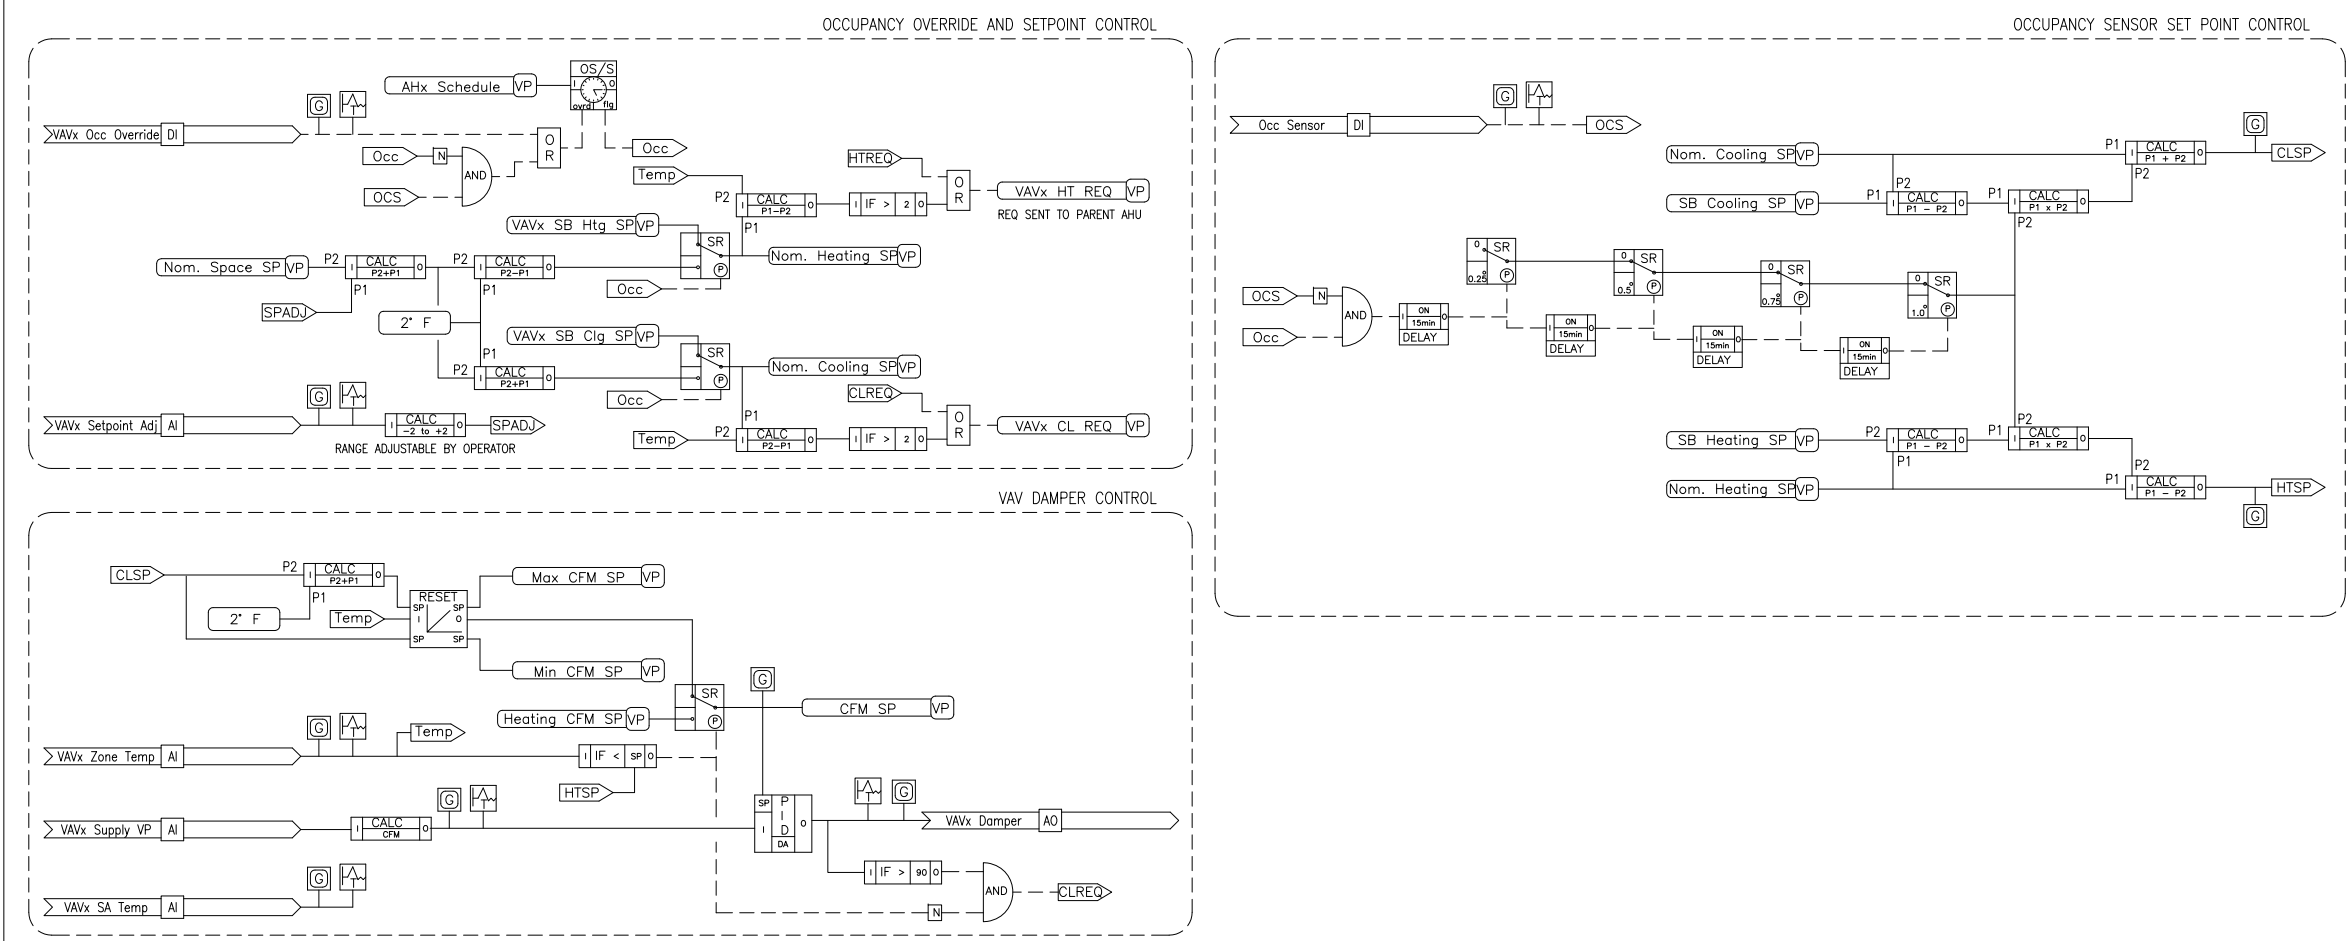 OCCUPANCY OVERRIDE AND SETPOINT CONTROL
AHx Schedule VP
OS/S
I O
ovrd flg
G
VAVx Occ Override DI
Occ N
OCS
AND
OR
Occ
HTREQ
Temp
P2 I CALC O
P1-P2
P1
I IF > 2 O
OR
VAVx HT REQ VP
REQ SENT TO PARENT AHU
VAVx SB Htg SP VP
SR
P
Nom. Heating SP VP
Nom. Space SP VP
P2 I CALC O
P2+P1
P1
P2 I CALC O
P2-P1
P1
Occ
SPADJ
2° F
VAVx SB Clg SP VP
SR
P
Nom. Cooling SP VP
P1
P2 I CALC O
P2+P1
Occ
CLREQ
G
VAVx Setpoint Adj AI
I CALC O
-2 to +2
SPADJ
RANGE ADJUSTABLE BY OPERATOR
Temp
P1
P2 I CALC O
P2-P1
I IF > 2 O
OR
VAVx CL REQ VP
VAV DAMPER CONTROL
CLSP
P2 I CALC O
P2+P1
P1
2° F
Temp
RESET
SP SP
I O
SP SP
Max CFM SP VP
Min CFM SP VP
G
SR
P
Heating CFM SP VP
CFM SP VP
G
Temp
VAVx Zone Temp AI
I IF < SP O
HTSP
G
VAVx Supply VP AI
I CALC O
CFM
SP
I
PID
DA
O
G
VAVx Damper AO
I IF > 90 O
AND
CLREQ
N
G
VAVx SA Temp AI
OCCUPANCY SENSOR SET POINT CONTROL
G
Occ Sensor DI
OCS
Nom. Cooling SP VP
P1 I CALC O
P1 + P2
P2
G
CLSP
SB Cooling SP VP
P2
P1 I CALC O
P1 - P2
P1 I CALC O
P1 x P2
P2
0 SR
0.25 P
0 SR
0.5 P
0 SR
0.75 P
0 SR
1.0 P
OCS N
Occ
AND
I ON O
15min
DELAY
I ON O
15min
DELAY
I ON O
15min
DELAY
I ON O
15min
DELAY
SB Heating SP VP
P2 I CALC O
P1 - P2
P1
P2
P1 I CALC O
P1 x P2
Nom. Heating SP VP
P2
P1 I CALC O
P1 - P2
HTSP
G